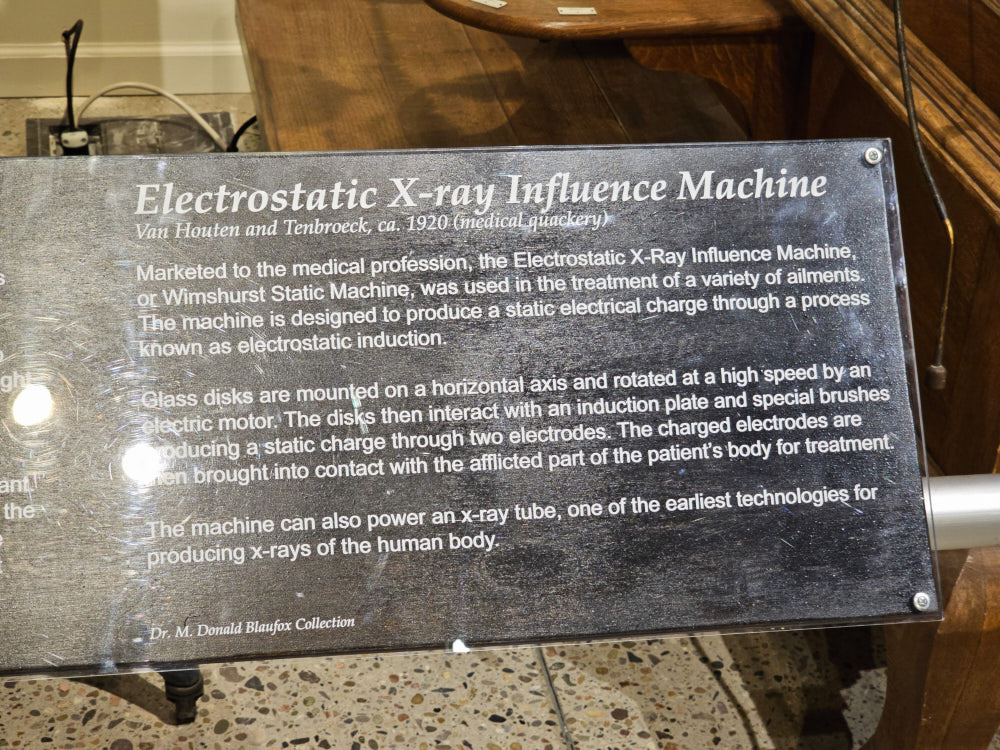 Electrostatic X-ray Influence Machine
Van Houten and Tenbroeck, ca. 1920 (medical quackery)
Marketed to the medical profession, the Electrostatic X-Ray Influence Machine,
or Wimshurst Static Machine, was used in the treatment of a variety of ailments.
The machine is designed to produce a static electrical charge through a process
known as electrostatic induction.
Glass disks are mounted on a horizontal axis and rotated at a high speed by an
electric motor. The disks then interact with an induction plate and special brushes
producing a static charge through two electrodes. The charged electrodes are
then brought into contact with the afflicted part of the patient's body for treatment.
The machine can also power an x-ray tube, one of the earliest technologies for
producing x-rays of the human body.
Dr. M. Donald Blaufox Collection
the